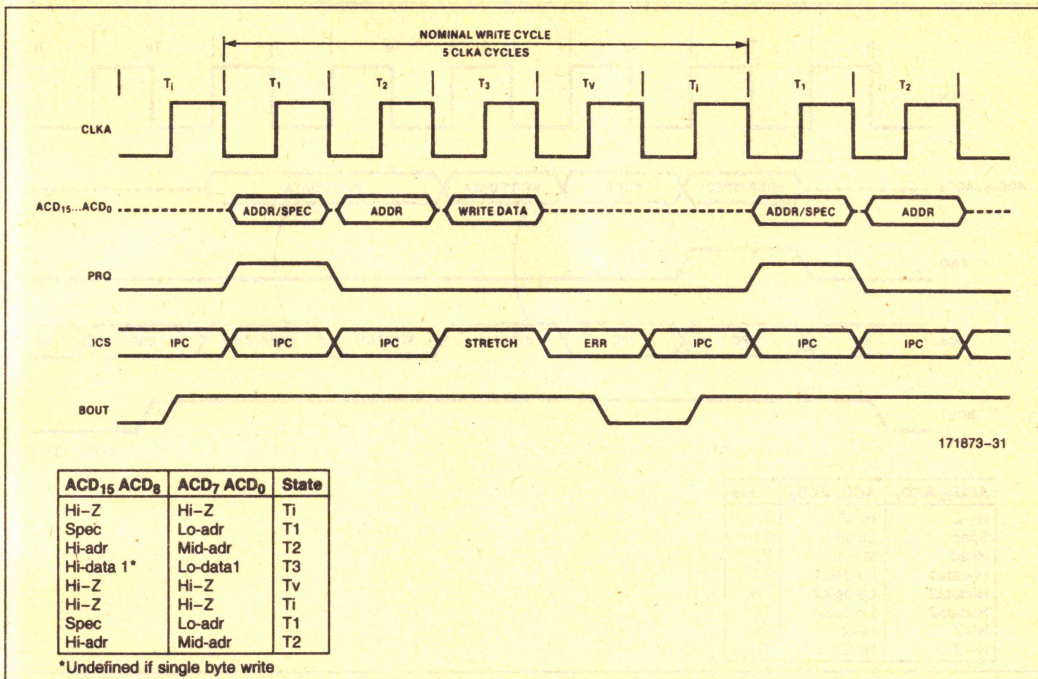 NOMINAL WRITE CYCLE
5 CLKA CYCLES
Ti T1 T2 T3 Tv Ti T1 T2
CLKA
ACD15...ACD0 ADDR/SPEC ADDR WRITE DATA ADDR/SPEC ADDR
PRQ
ICS IPC IPC IPC STRETCH ERR IPC IPC IPC
BOUT
171873–31
ACD15 ACD8 ACD7 ACD0 State
Hi–Z Hi–Z Ti
Spec Lo-adr T1
Hi-adr Mid-adr T2
Hi-data 1* Lo-data1 T3
Hi–Z Hi–Z Tv
Hi–Z Hi–Z Ti
Spec Lo-adr T1
Hi-adr Mid-adr T2
*Undefined if single byte write